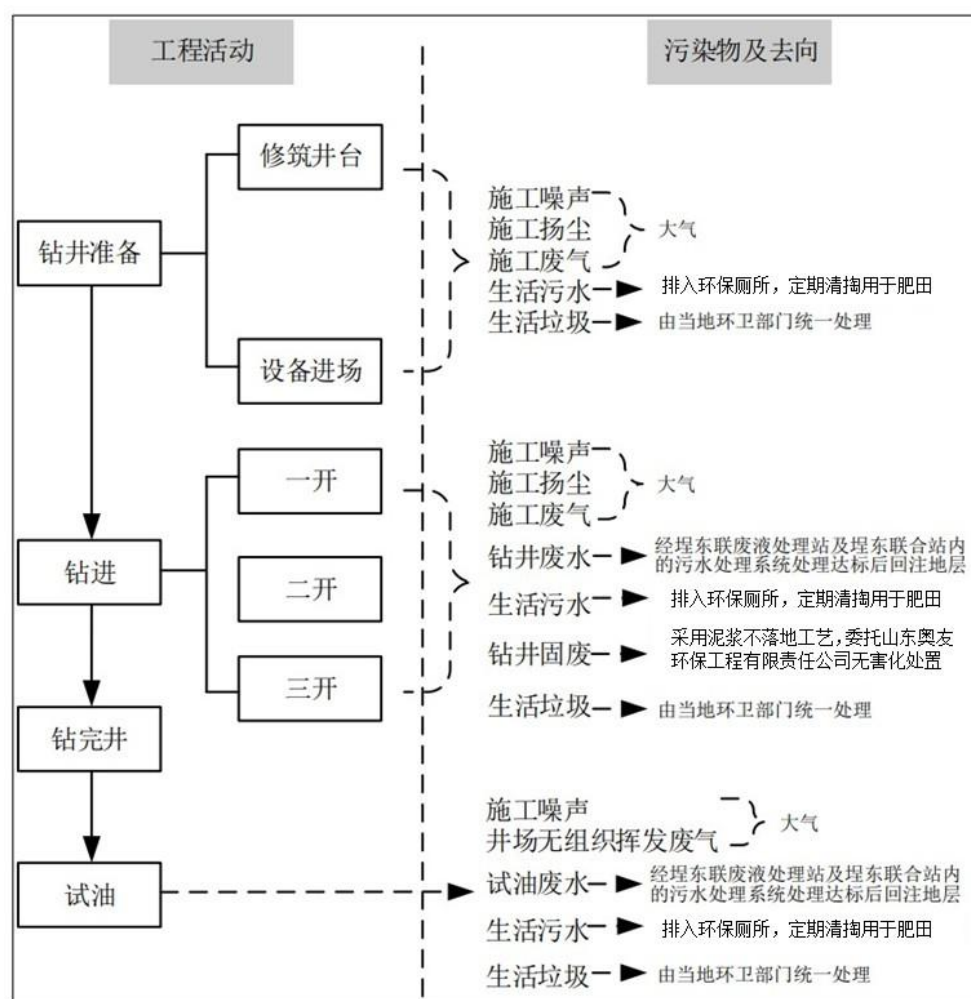 工程活动
污染物及去向
修筑井台
钻井准备
设备进场
施工噪声
施工扬尘
施工废气
大气
生活污水
排入环保厕所，定期清掏用于肥田
生活垃圾
由当地环卫部门统一处理
一开
钻进
二开
三开
施工噪声
施工扬尘
施工废气
大气
钻井废水
经埕东联废液处理站及埕东联合站内
的污水处理系统处理达标后回注地层
生活污水
排入环保厕所，定期清掏用于肥田
钻井固废
采用泥浆不落地工艺，委托山东奥友
环保工程有限责任公司无害化处置
生活垃圾
由当地环卫部门统一处理
钻完井
试油
施工噪声
井场无组织挥发废气
大气
试油废水
经埕东联废液处理站及埕东联合站内
的污水处理系统处理达标后回注地层
生活污水
排入环保厕所，定期清掏用于肥田
生活垃圾
由当地环卫部门统一处理